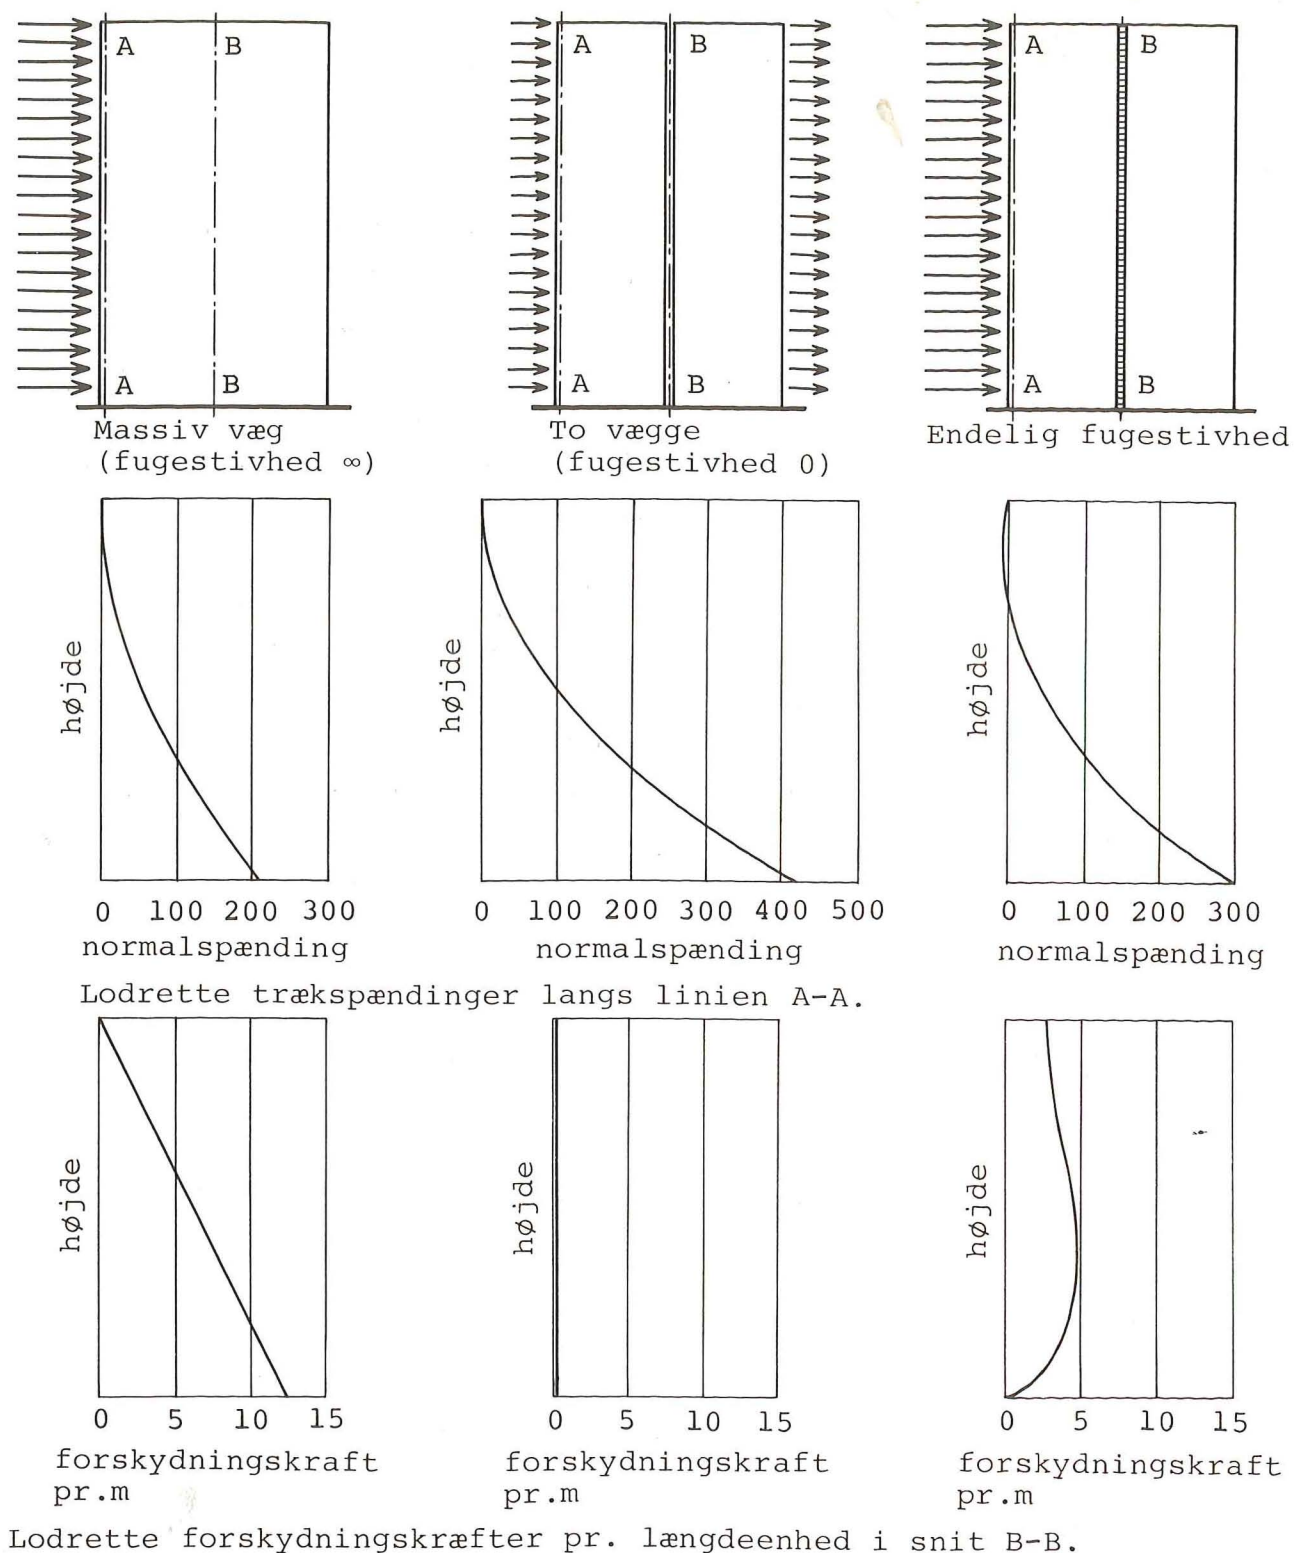 A B A B A B
A B A B A B
Massiv væg
(fugestivhed ∞)
To vægge
(fugestivhed 0)
Endelig fugestivhed
højde
højde
højde
0 100 200 300
normalspænding
0 100 200 300 400 500
normalspænding
0 100 200 300
normalspænding
Lodrette trækspændinger langs linien A-A.
højde
højde
højde
0 5 10 15
forskydningskraft
pr.m
0 5 10 15
forskydningskraft
pr.m
0 5 10 15
forskydningskraft
pr.m
Lodrette forskydningskræfter pr. længdeenhed i snit B-B.